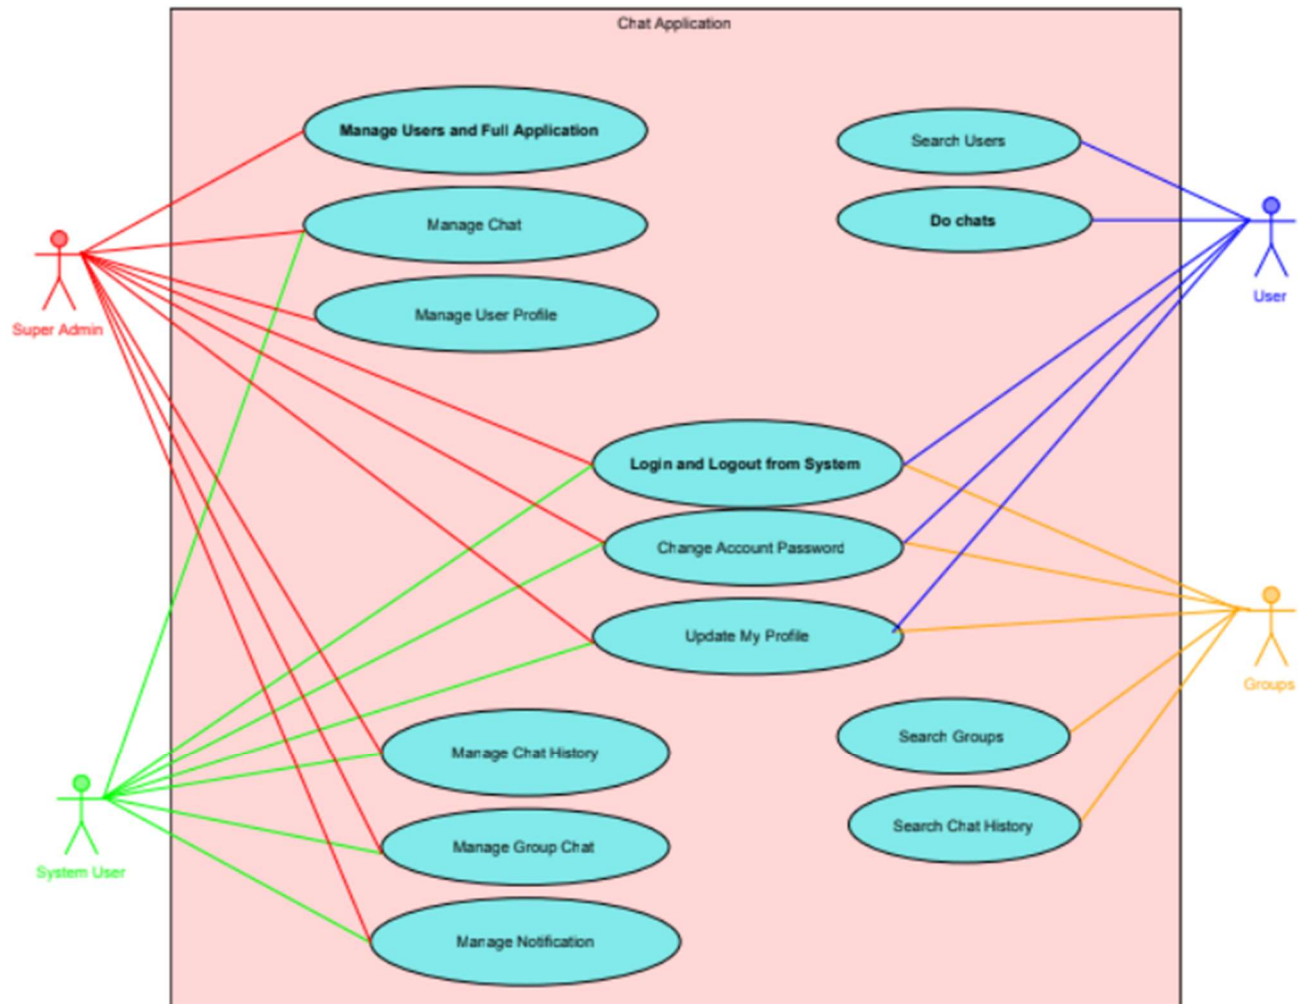 Chat Application
Manage Users and Full Application
Search Users
Manage Chat
Do chats
Super Admin
User
Manage User Profile
Login and Logout from System
Change Account Password
Update My Profile
Groups
Manage Chat History
Search Groups
System User
Manage Group Chat
Search Chat History
Manage Notification